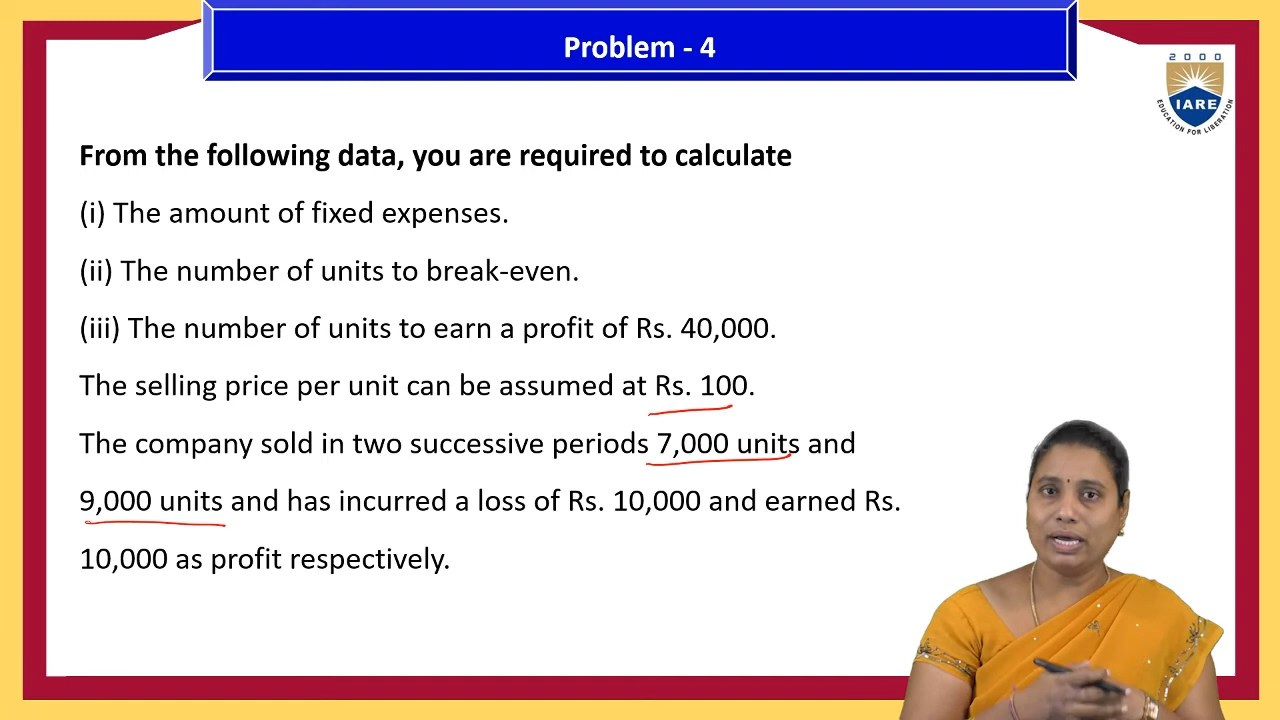 Problem - 4
2000
IARE
EDUCATION FOR LIBERATION
From the following data, you are required to calculate
(i) The amount of fixed expenses.
(ii) The number of units to break-even.
(iii) The number of units to earn a profit of Rs. 40,000.
The selling price per unit can be assumed at Rs. 100.
The company sold in two successive periods 7,000 units and
9,000 units and has incurred a loss of Rs. 10,000 and earned Rs.
10,000 as profit respectively.